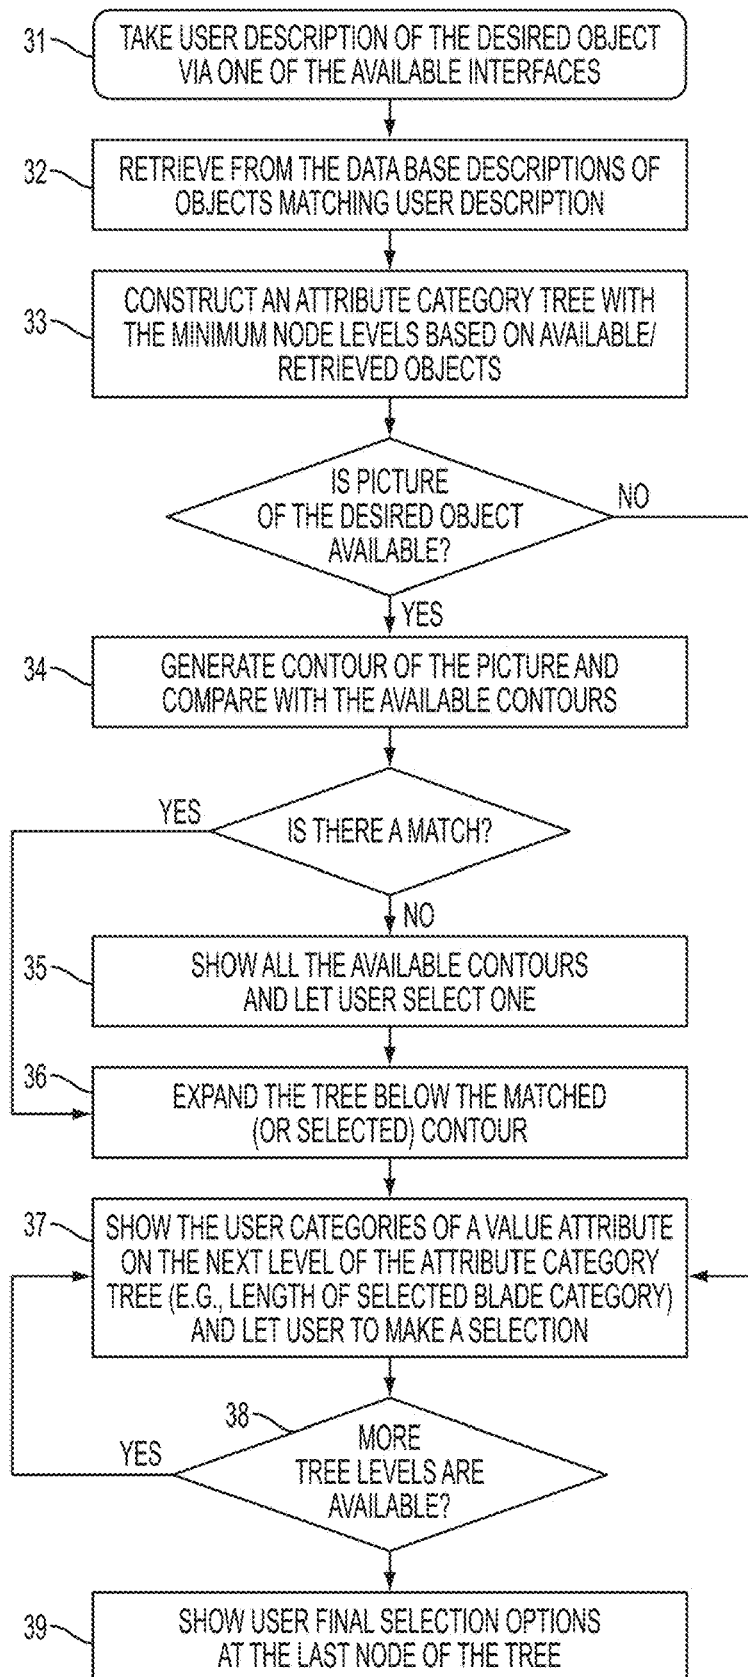 31
TAKE USER DESCRIPTION OF THE DESIRED OBJECT
VIA ONE OF THE AVAILABLE INTERFACES
32
RETRIEVE FROM THE DATA BASE DESCRIPTIONS OF
OBJECTS MATCHING USER DESCRIPTION
33
CONSTRUCT AN ATTRIBUTE CATEGORY TREE WITH
THE MINIMUM NODE LEVELS BASED ON AVAILABLE/
RETRIEVED OBJECTS
IS PICTURE
OF THE DESIRED OBJECT
AVAILABLE?
NO
YES
34
GENERATE CONTOUR OF THE PICTURE AND
COMPARE WITH THE AVAILABLE CONTOURS
YES
IS THERE A MATCH?
NO
35
SHOW ALL THE AVAILABLE CONTOURS
AND LET USER SELECT ONE
36
EXPAND THE TREE BELOW THE MATCHED
(OR SELECTED) CONTOUR
37
SHOW THE USER CATEGORIES OF A VALUE ATTRIBUTE
ON THE NEXT LEVEL OF THE ATTRIBUTE CATEGORY
TREE (E.G., LENGTH OF SELECTED BLADE CATEGORY)
AND LET USER TO MAKE A SELECTION
38
YES
MORE
TREE LEVELS ARE
AVAILABLE?
39
SHOW USER FINAL SELECTION OPTIONS
AT THE LAST NODE OF THE TREE